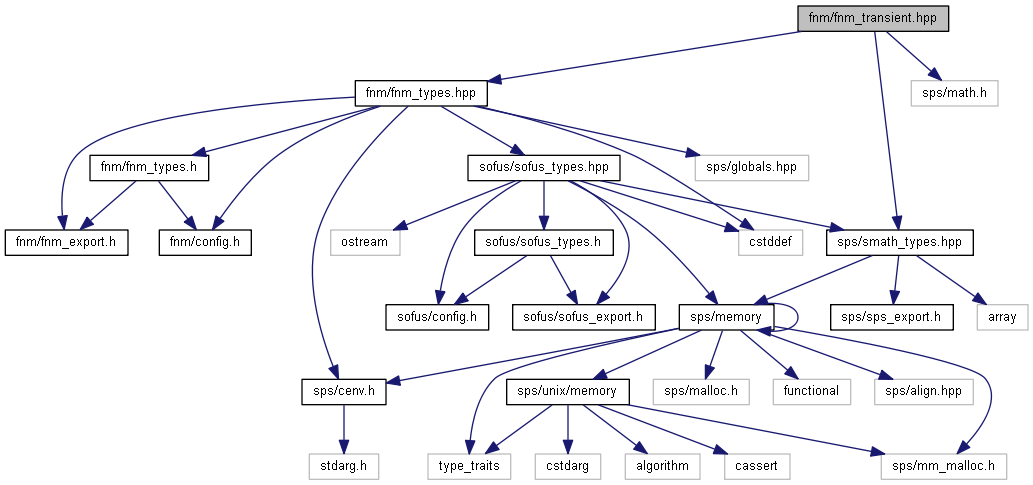 fnm/fnm_transient.hpp
fnm/fnm_types.hpp
sps/math.h
fnm/fnm_types.h
sofus/sofus_types.hpp
sps/globals.hpp
fnm/fnm_export.h
fnm/config.h
ostream
sofus/sofus_types.h
cstddef
sps/smath_types.hpp
sofus/config.h
sofus/sofus_export.h
sps/memory
sps/sps_export.h
array
sps/cenv.h
sps/unix/memory
sps/malloc.h
functional
sps/align.hpp
stdarg.h
type_traits
cstdarg
algorithm
cassert
sps/mm_malloc.h